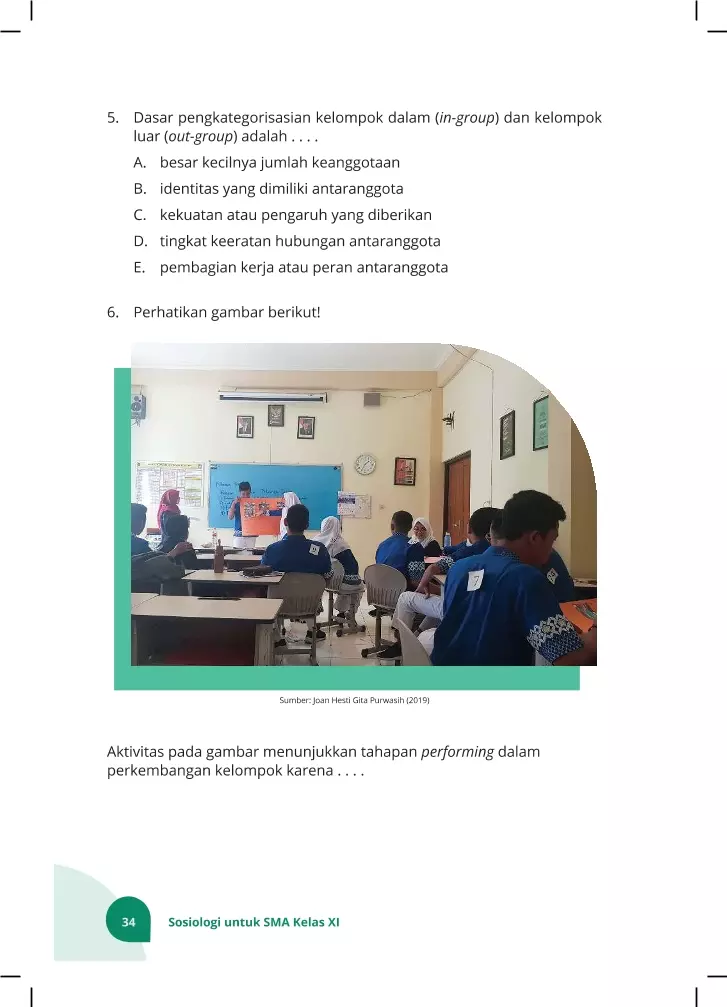 5. Dasar pengkategorisasian kelompok dalam (in-group) dan kelompok
luar (out-group) adalah . . . .
A. besar kecilnya jumlah keanggotaan
B. identitas yang dimiliki antaranggota
C. kekuatan atau pengaruh yang diberikan
D. tingkat keeratan hubungan antaranggota
E. pembagian kerja atau peran antaranggota
6. Perhatikan gambar berikut!
7
Sumber: Joan Hesti Gita Purwasih (2019)
Aktivitas pada gambar menunjukkan tahapan performing dalam
perkembangan kelompok karena . . . .
34 Sosiologi untuk SMA Kelas XI